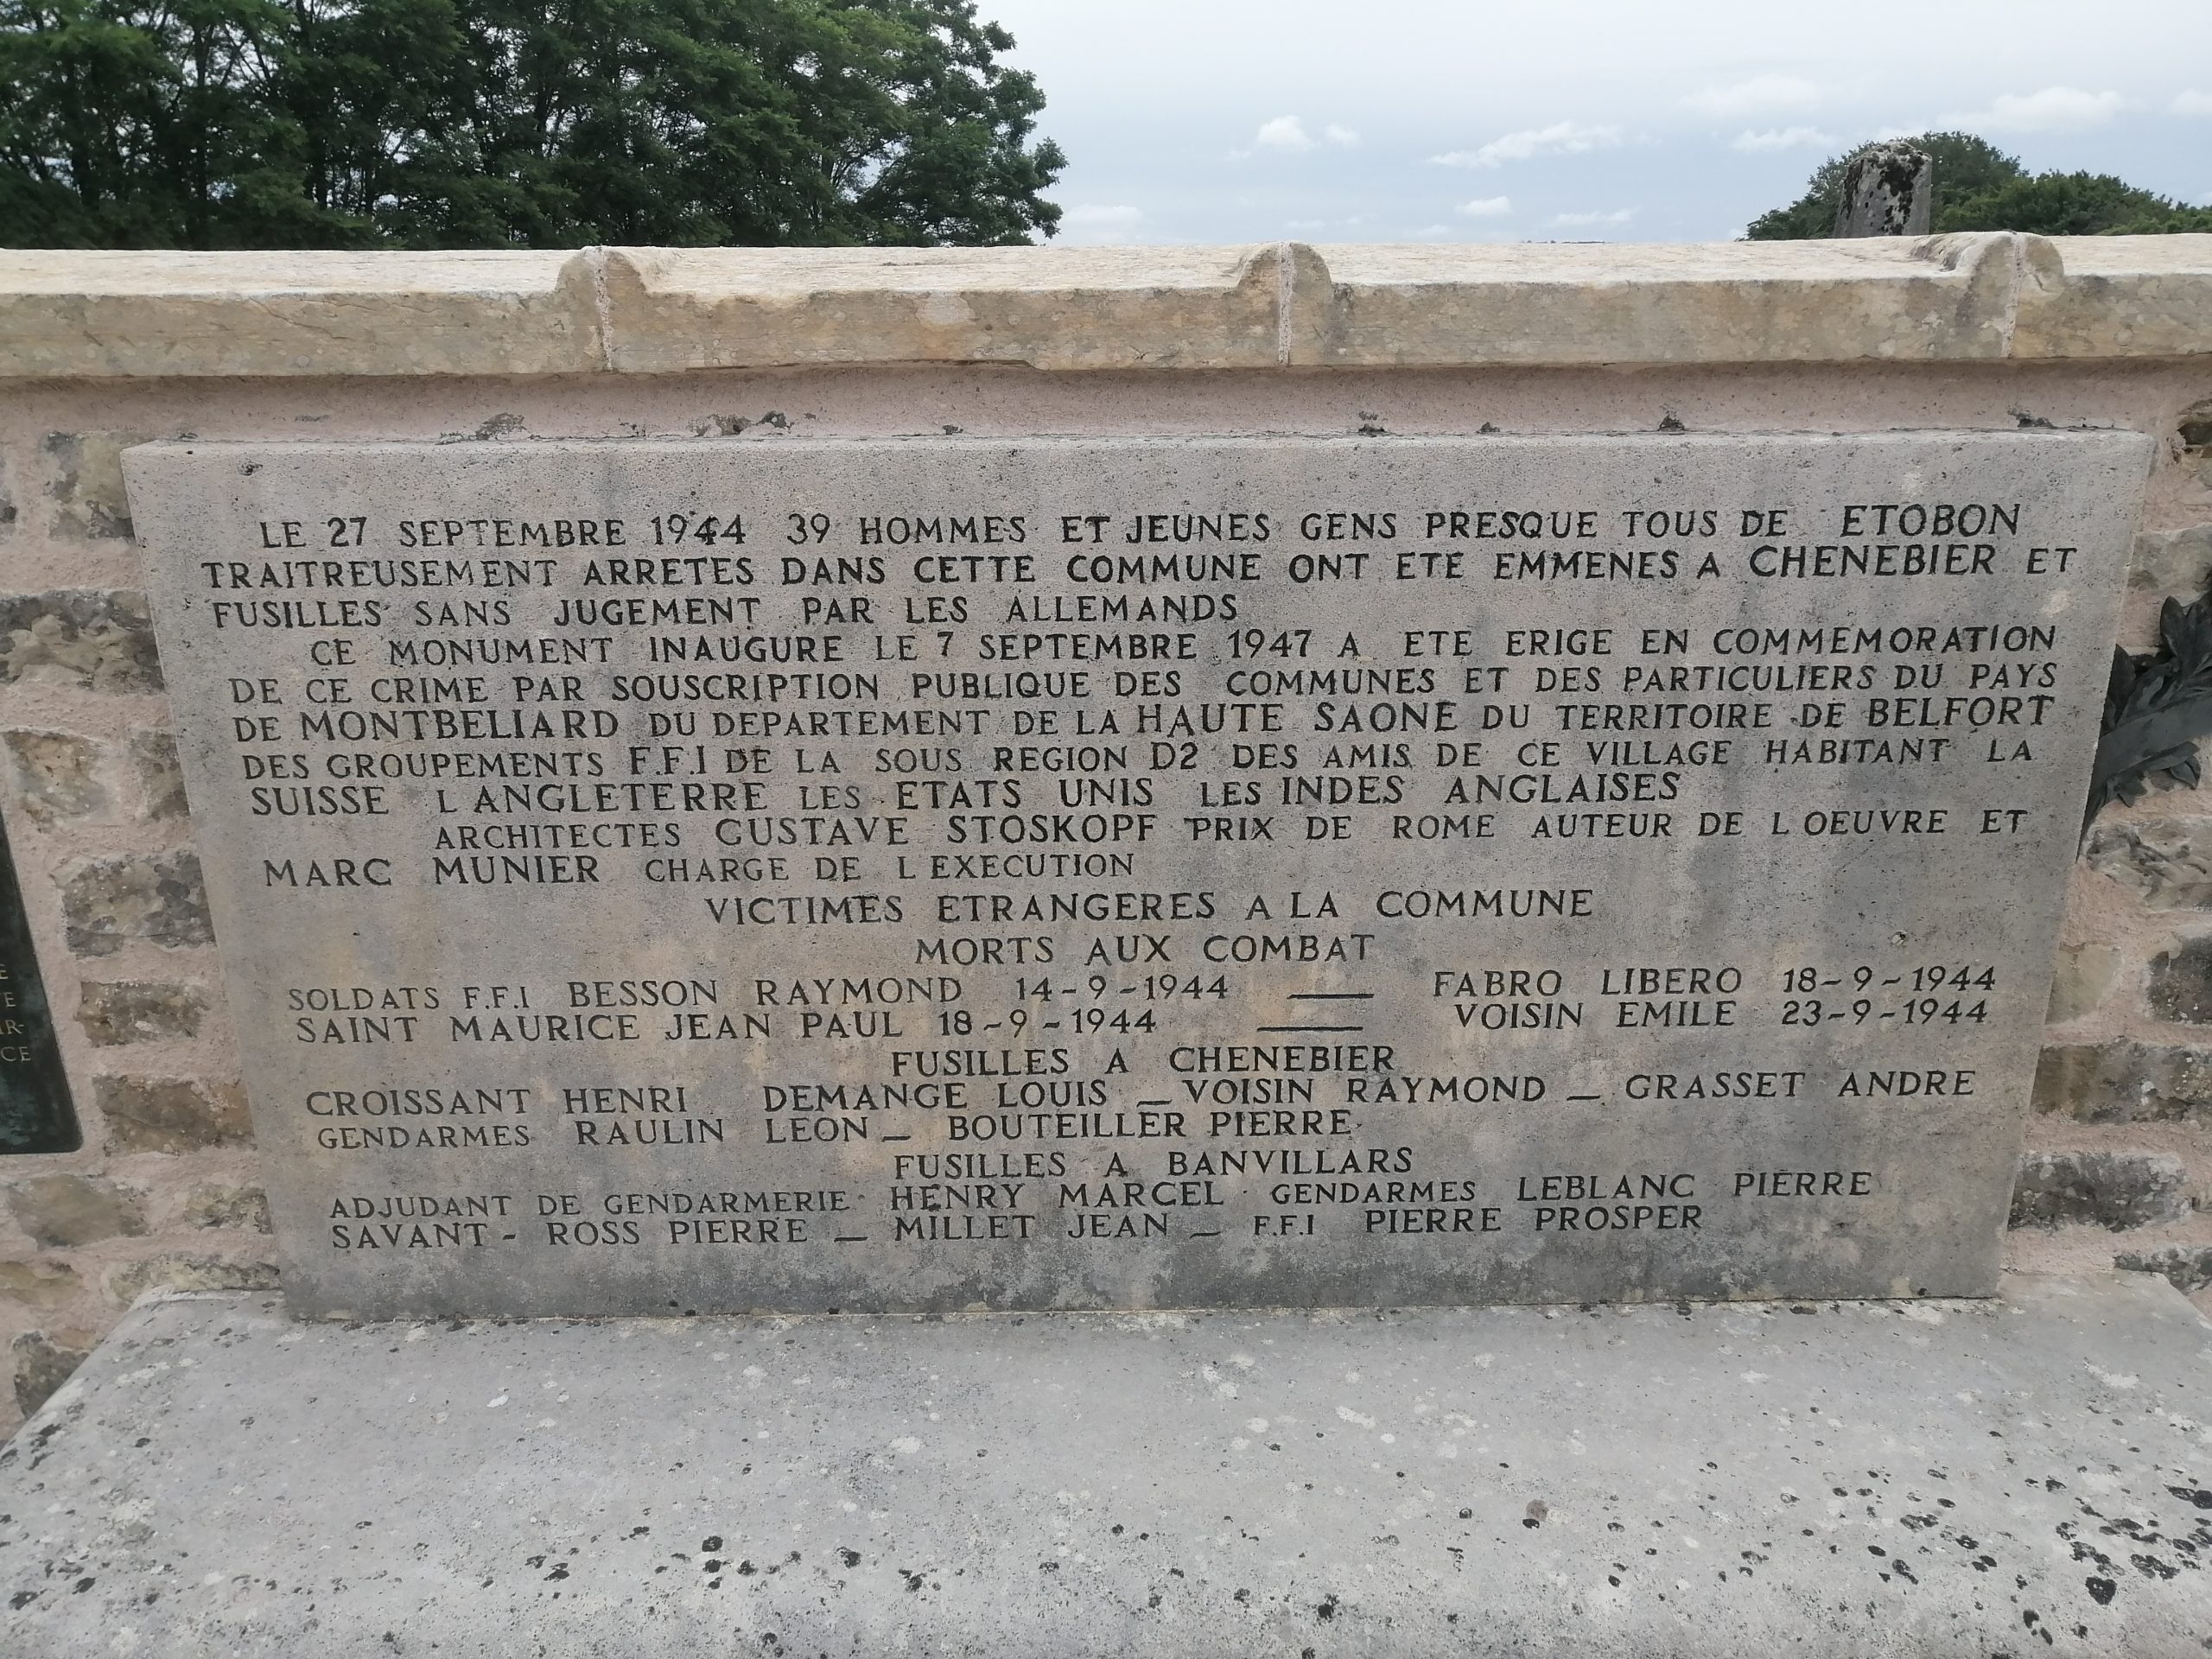 LE 27 SEPTEMBRE 1944 39 HOMMES ET JEUNES GENS PRESQUE TOUS DE ETOBON
TRAITREUSEMENT ARRETES DANS CETTE COMMUNE ONT ETE EMMENES A CHENEBIER ET
FUSILLES SANS JUGEMENT PAR LES ALLEMANDS
CE MONUMENT INAUGURE LE 7 SEPTEMBRE 1947 A ETE ERIGE EN COMMEMORATION
DE CE CRIME PAR SOUSCRIPTION PUBLIQUE DES COMMUNES ET DES PARTICULIERS DU PAYS
DE MONTBELIARD DU DEPARTEMENT DE LA HAUTE SAONE DU TERRITOIRE DE BELFORT
DES GROUPEMENTS F.F.I DE LA SOUS REGION D2 DES AMIS DE CE VILLAGE HABITANT LA
SUISSE L ANGLETERRE LES ETATS UNIS LES INDES ANGLAISES
ARCHITECTES GUSTAVE STOSKOPF PRIX DE ROME AUTEUR DE L OEUVRE ET
MARC MUNIER CHARGE DE L EXECUTION
VICTIMES ETRANGERES A LA COMMUNE
MORTS AUX COMBAT
SOLDATS F.F.I BESSON RAYMOND 14-9-1944 — FABRO LIBERO 18-9-1944
SAINT MAURICE JEAN PAUL 18-9-1944 — VOISIN EMILE 23-9-1944
FUSILLES A CHENEBIER
CROISSANT HENRI DEMANGE LOUIS _ VOISIN RAYMOND _ GRASSET ANDRE
GENDARMES RAULIN LEON _ BOUTEILLER PIERRE
FUSILLES A BANVILLARS
ADJUDANT DE GENDARMERIE HENRY MARCEL GENDARMES LEBLANC PIERRE
SAVANT - ROSS PIERRE _ MILLET JEAN _ F.F.I PIERRE PROSPER